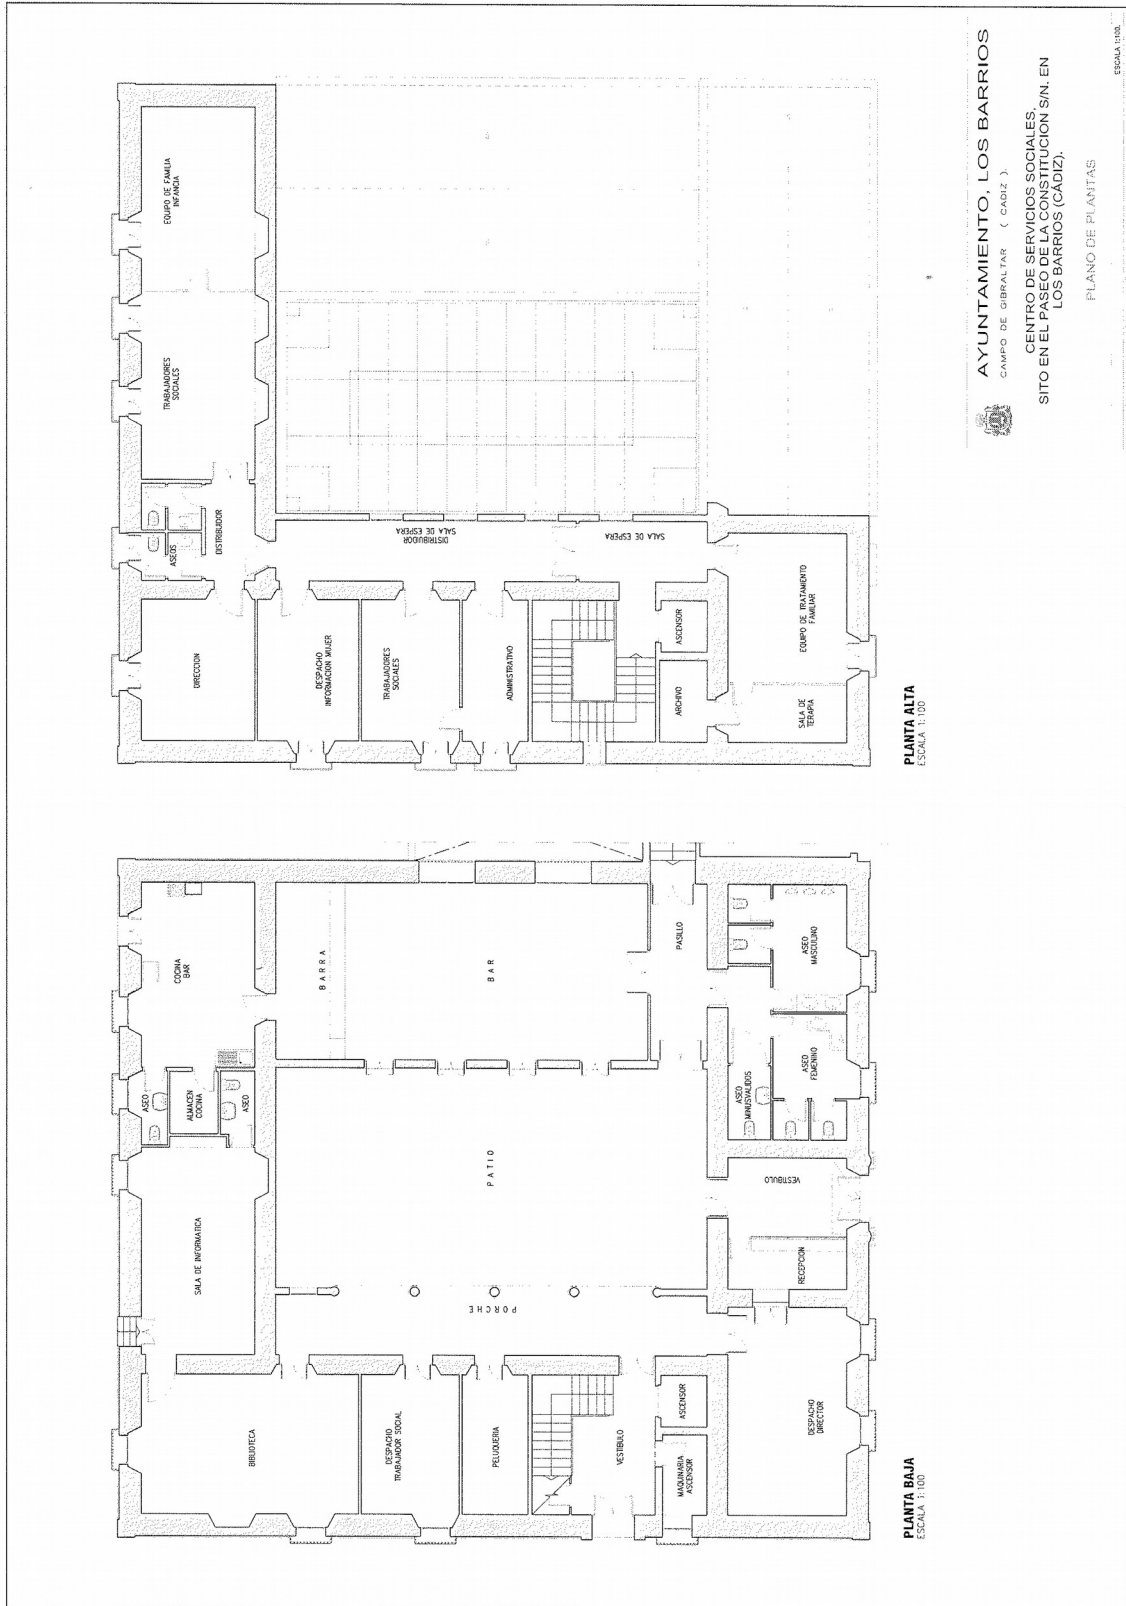 PLANTA BAJA
ESCALA 1:100
BIBLIOTECA
SALA DE INFORMATICA
ASEO
ALMACEN
COCINA
ASEO
COCINA
BAR
DESPACHO
TRABAJADOR SOCIAL
PELUQUERIA
PORCHE
PATIO
BARRA
BAR
VESTIBULO
MAQUINARIA
ASCENSOR
ASCENSOR
PASILLO
DESPACHO
DIRECTOR
RECEPCION
VESTIBULO
ASEO
MINUSVALIDOS
ASEO
FEMENINO
ASEO
MASCULINO
PLANTA ALTA
ESCALA 1:100
DIRECCION
ASEOS
DISTRIBUIDOR
TRABAJADORES
SOCIALES
EQUIPO DE FAMILIA
INFANCIA
DESPACHO
INFORMACION MUJER
TRABAJADORES
SOCIALES
ADMINISTRATIVO
DISTRIBUIDOR
SALA DE ESPERA
SALA DE ESPERA
ARCHIVO
ASCENSOR
SALA DE
TERAPIA
EQUIPO DE TRATAMIENTO
FAMILIAR
AYUNTAMIENTO, LOS BARRIOS
CAMPO DE GIBRALTAR ( CADIZ ).
CENTRO DE SERVICIOS SOCIALES,
SITO EN EL PASEO DE LA CONSTITUCION S/N. EN
LOS BARRIOS (CÁDIZ).
PLANO DE PLANTAS
ESCALA 1:100.